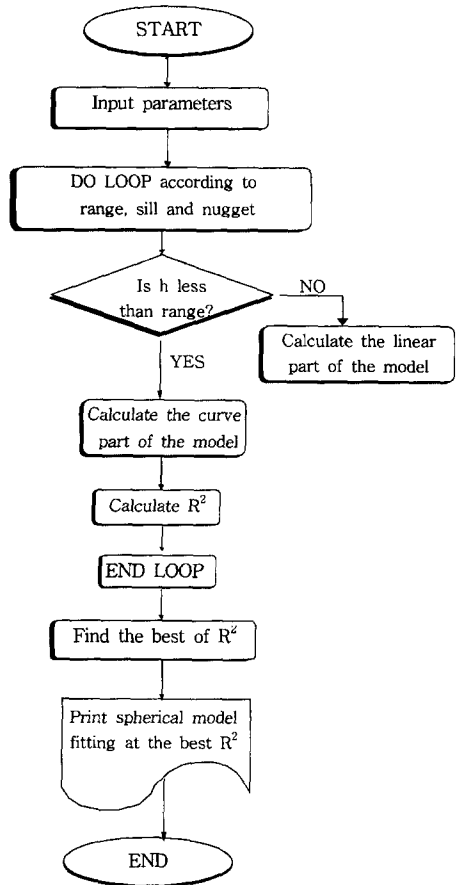 START
Input parameters
DO LOOP according to
range, sill and nugget
Is h less
than range?
NO
Calculate the linear
part of the model
YES
Calculate the curve
part of the model
Calculate R²
END LOOP
Find the best of R²
Print spherical model
fitting at the best R²
END